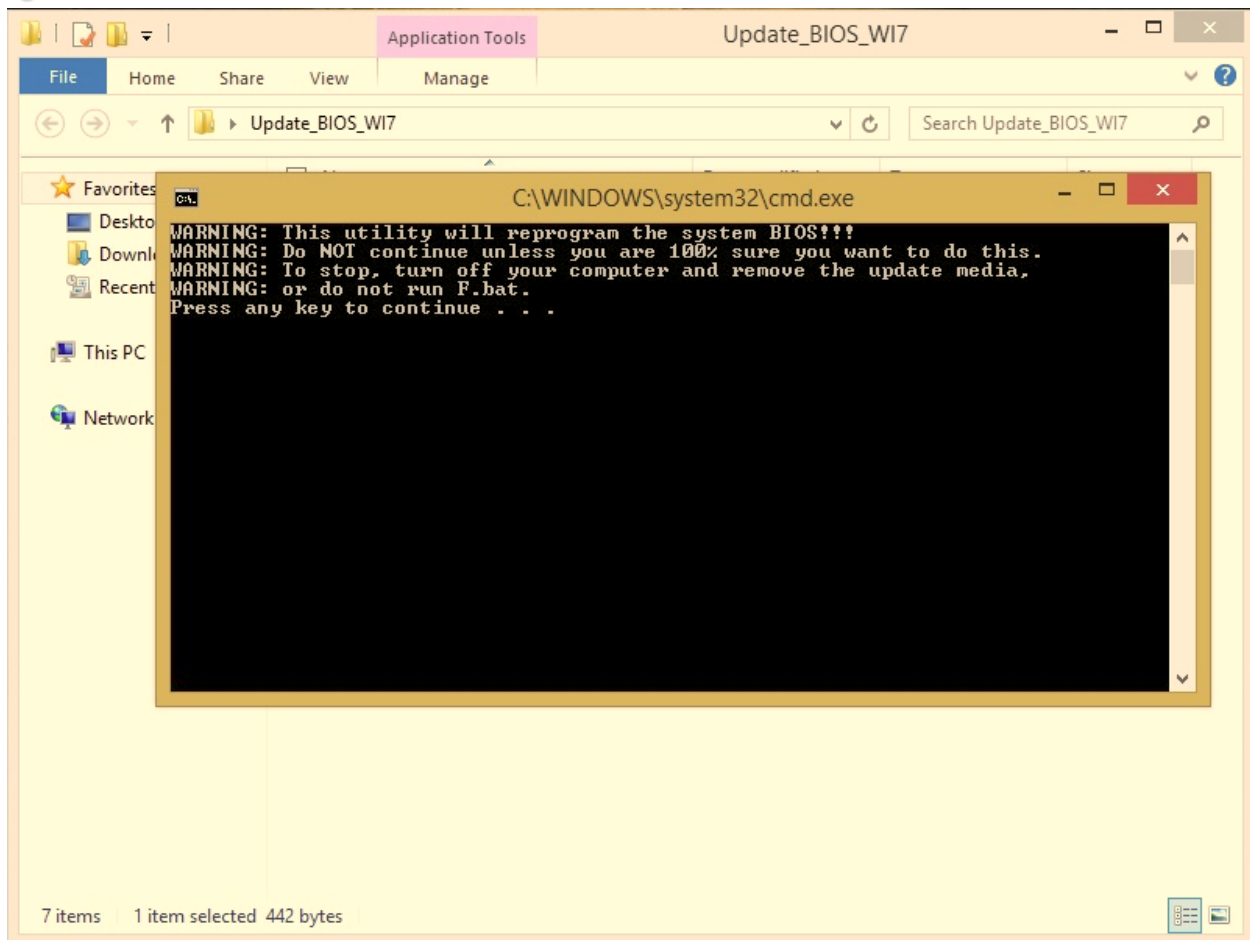 Application Tools
Update_BIOS_WI7
File Home Share View Manage
Update_BIOS_WI7
Search Update_BIOS_WI7
Favorites
C:\WINDOWS\system32\cmd.exe
Deskto
Downl
Recent
This PC
Network
WARNING: This utility will reprogram the system BIOS!!!
WARNING: Do NOT continue unless you are 100% sure you want to do this.
WARNING: To stop, turn off your computer and remove the update media,
WARNING: or do not run F.bat.
Press any key to continue . . .
7 items 1 item selected 442 bytes